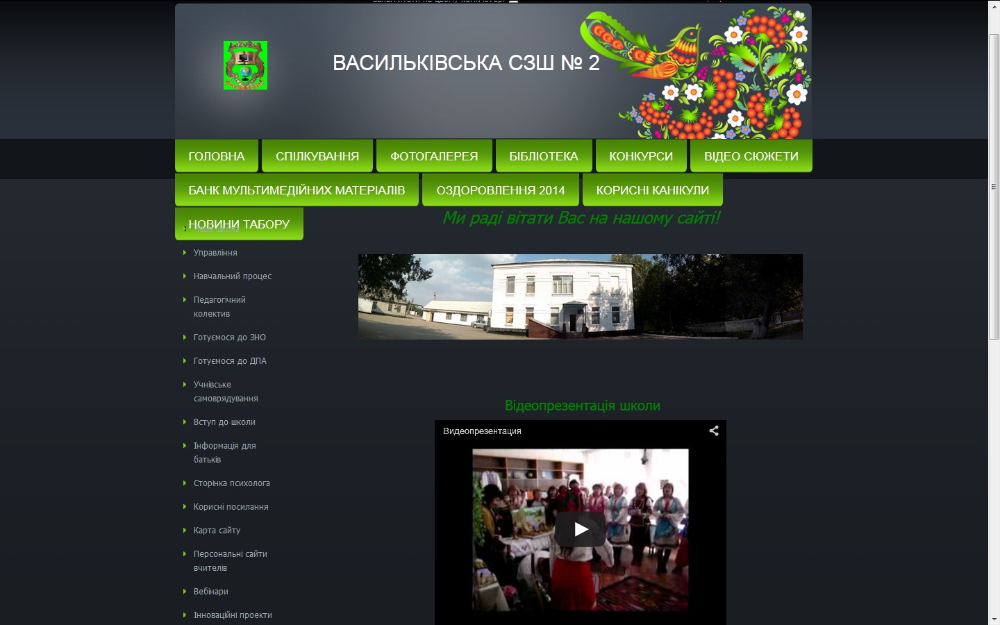 ВАСИЛЬКІВСЬКА СЗШ № 2
ГОЛОВНА СПІЛКУВАННЯ ФОТОГАЛЕРЕЯ БІБЛІОТЕКА КОНКУРСИ ВІДЕО СЮЖЕТИ
БАНК МУЛЬТИМЕДІЙНИХ МАТЕРІАЛІВ ОЗДОРОВЛЕННЯ 2014 КОРИСНІ КАНІКУЛИ
НОВИНИ ТАБОРУ
Наша школа
Управління
Навчальний процес
Педагогічний
колектив
Готуємося до ЗНО
Готуємося до ДПА
Учнівське
самоврядування
Вступ до школи
Інформація для
батьків
Сторінка психолога
Корисні посилання
Карта сайту
Персональні сайти
вчителів
Вебінари
Інноваційні проекти
Ми раді вітати Вас на нашому сайті!
Відеопрезентація школи
Видеопрезентация